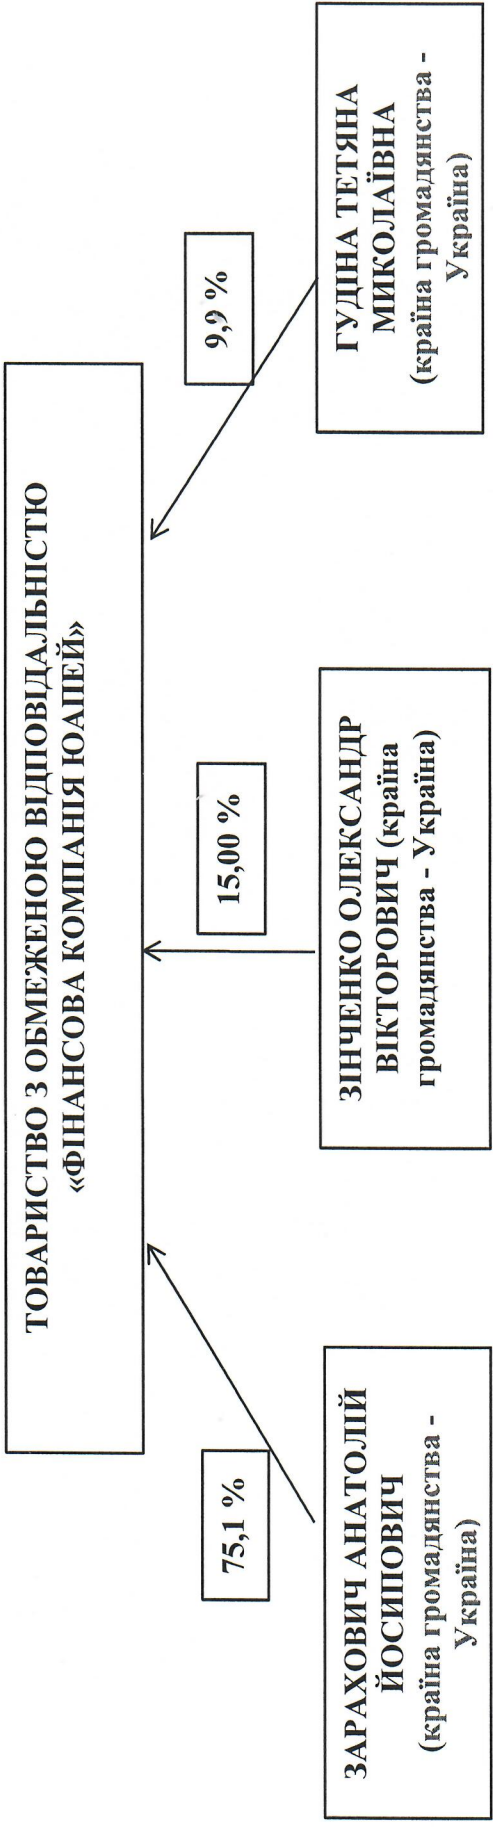 ТОВАРИСТВО З ОБМЕЖЕНОЮ ВІДПОВІДАЛЬНІСТЮ
«ФІНАНСОВА КОМПАНІЯ ЮАПЕЙ»
75,1 %
15,00 %
9,9 %
ЗАРАХОВИЧ АНАТОЛІЙ
ЙОСИПОВИЧ
(країна громадянства -
Україна)
ЗІНЧЕНКО ОЛЕКСАНДР
ВІКТОРОВИЧ (країна
громадянства - Україна)
ГУДІНА ТЕТЯНА
МИКОЛАЇВНА
(країна громадянства -
Україна)